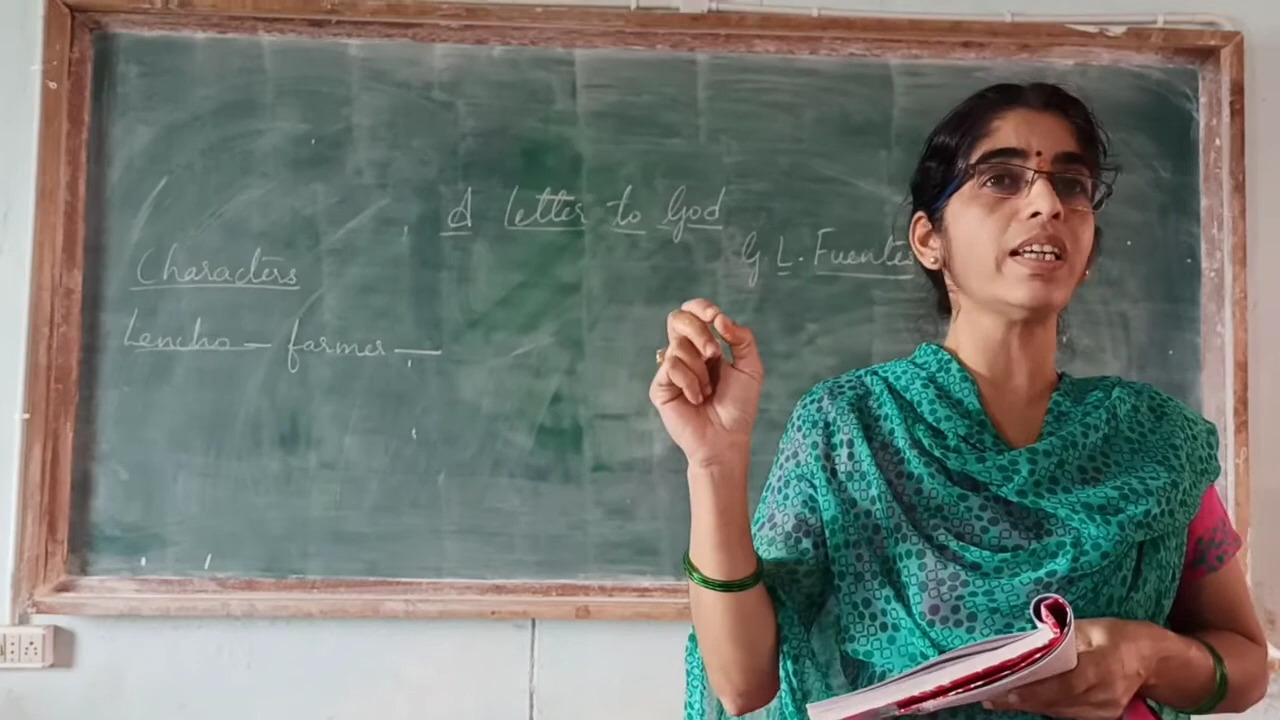 A Letter to God
G. L. Fuentes
Characters
Lencho - farmer -